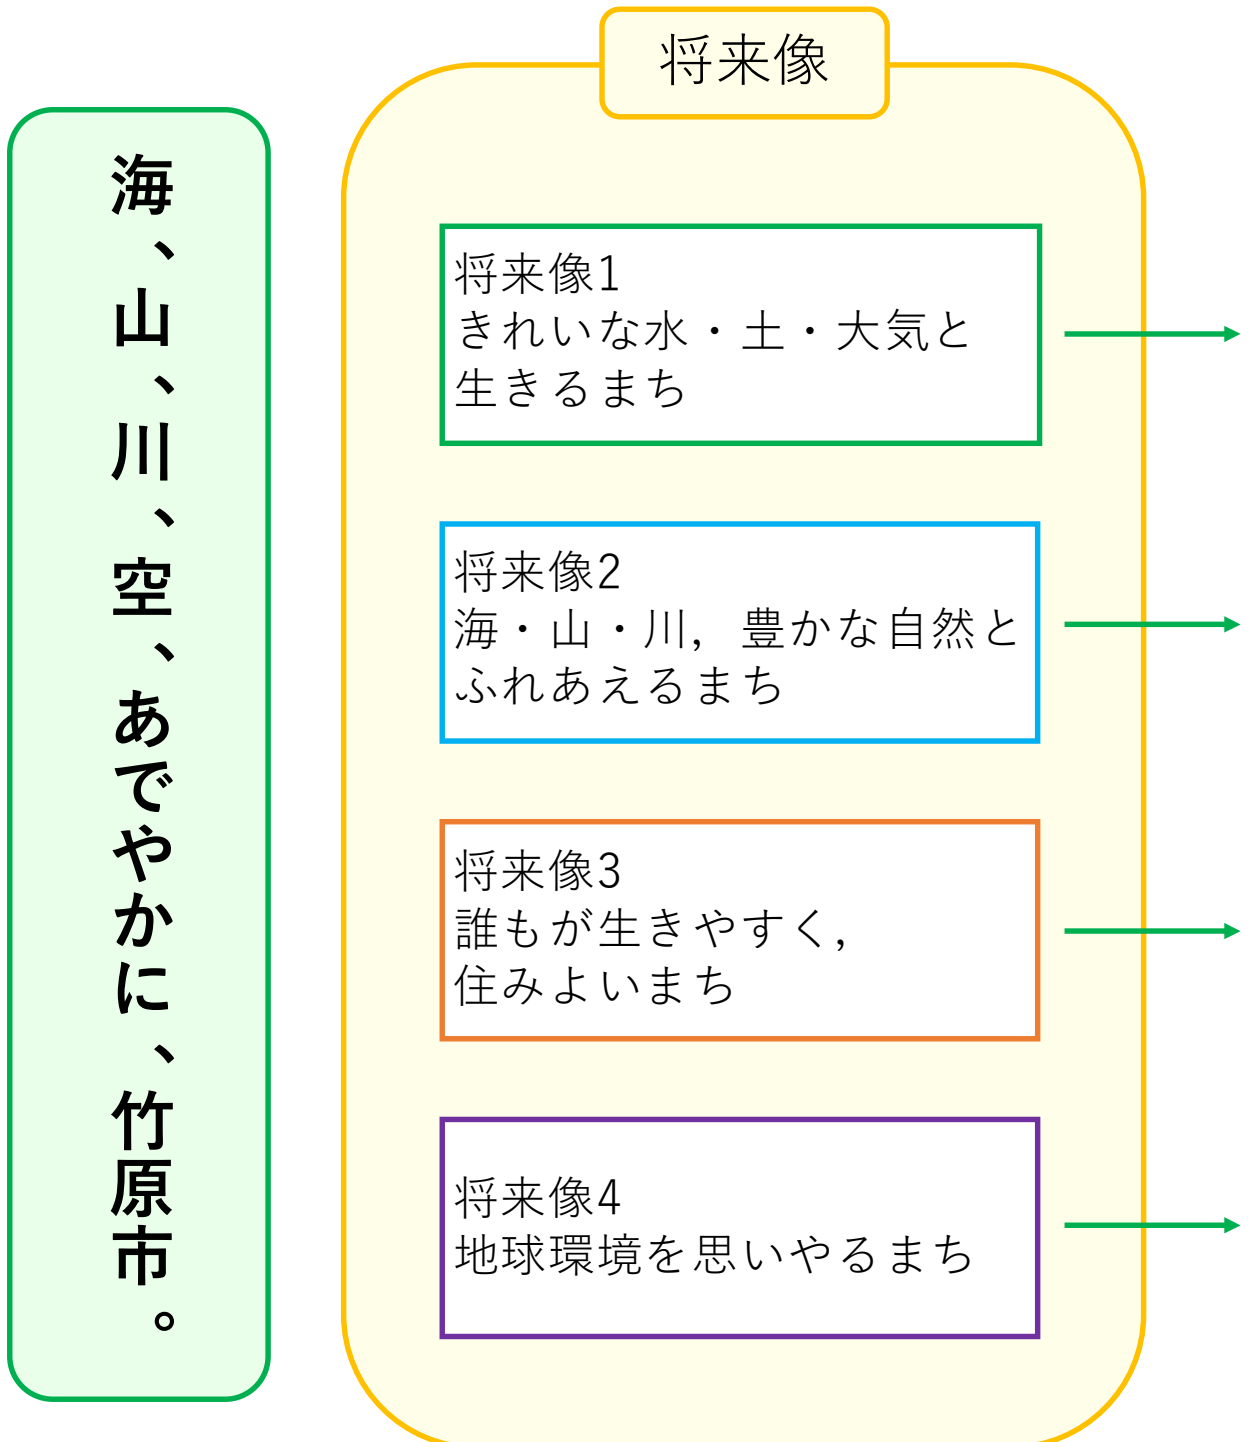 海、山、川、空、あでやかに、竹原市。
将来像
将来像1
きれいな水・土・大気と
生きるまち
将来像2
海・山・川，豊かな自然と
ふれあえるまち
将来像3
誰もが生きやすく，
住みよいまち
将来像4
地球環境を思いやるまち